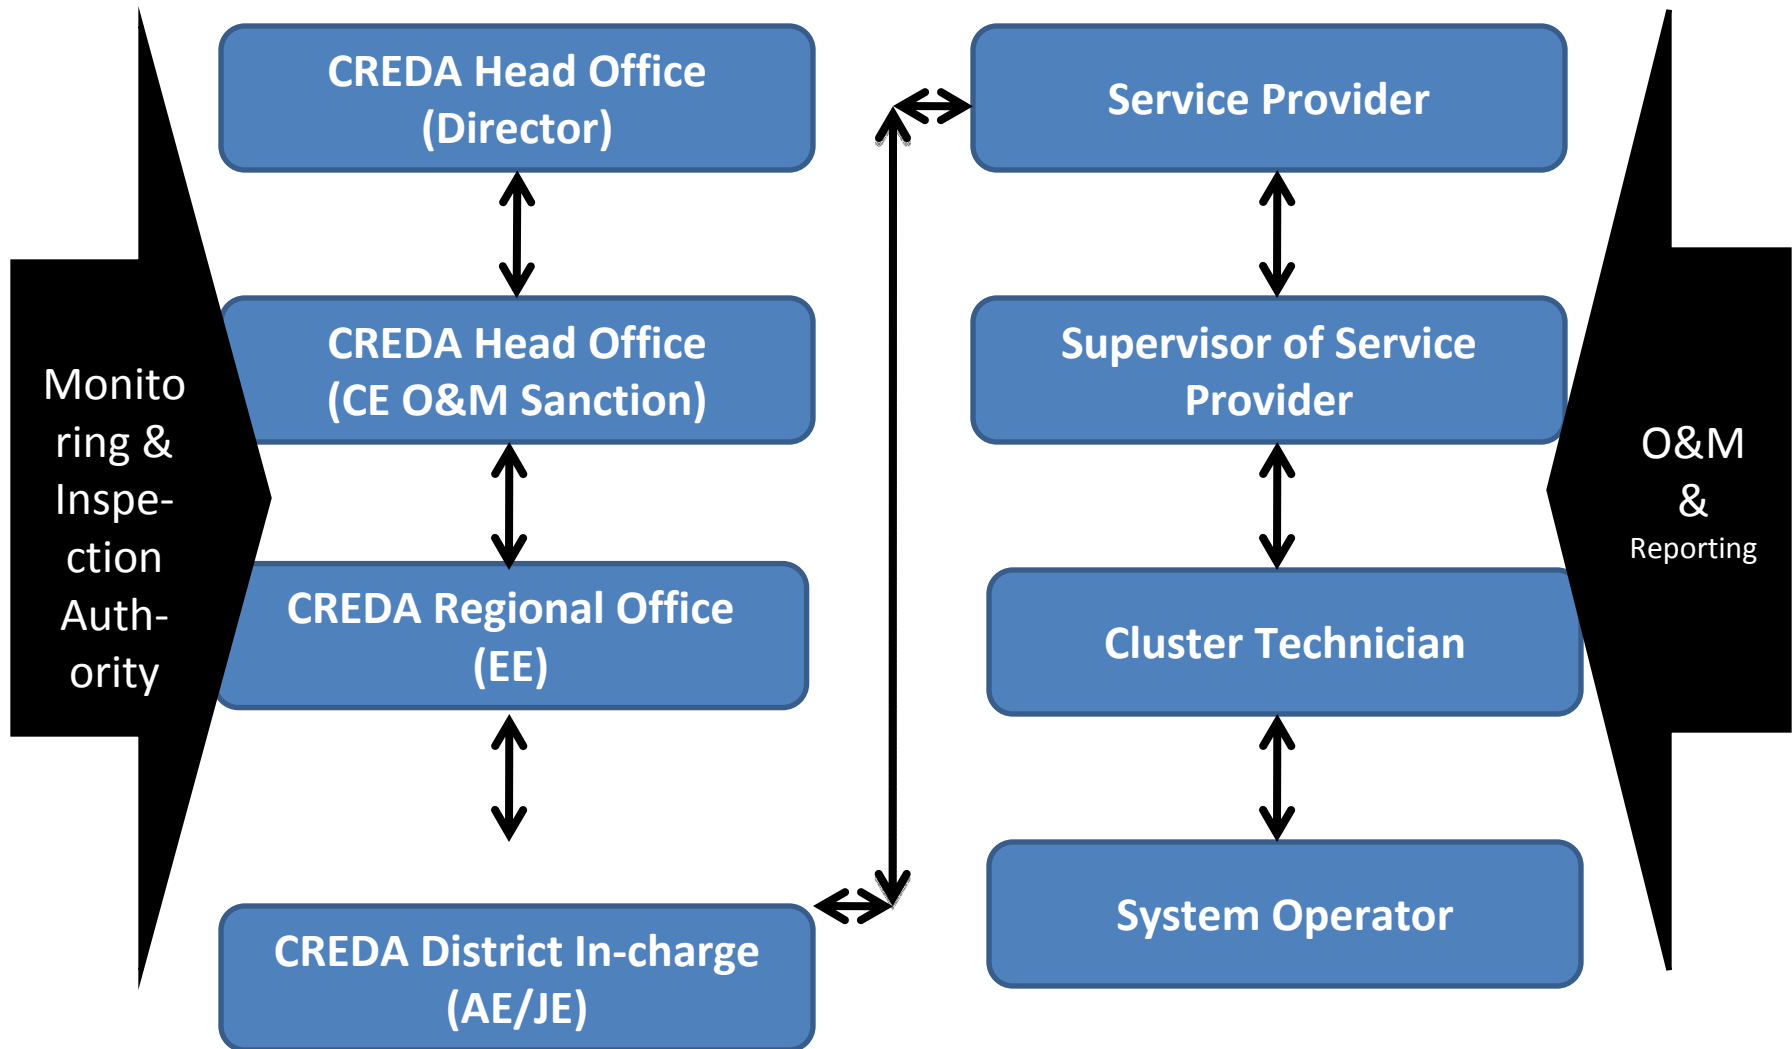 Monito
ring &
Inspe-
ction
Auth-
ority
CREDA Head Office
(Director)
CREDA Head Office
(CE O&M Sanction)
CREDA Regional Office
(EE)
CREDA District In-charge
(AE/JE)
Service Provider
Supervisor of Service
Provider
Cluster Technician
System Operator
O&M
&
Reporting